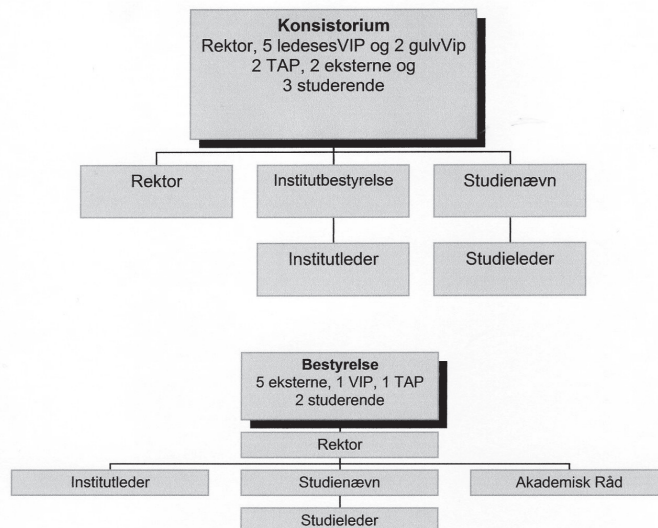 Konsistorium
Rektor, 5 ledesesVIP og 2 gulvVip
2 TAP, 2 eksterne og
3 studerende
Rektor
Institutbestyrelse
Studienævn
Institutleder
Studieleder
Bestyrelse
5 eksterne, 1 VIP, 1 TAP
2 studerende
Rektor
Institutleder
Studienævn
Akademisk Råd
Studieleder